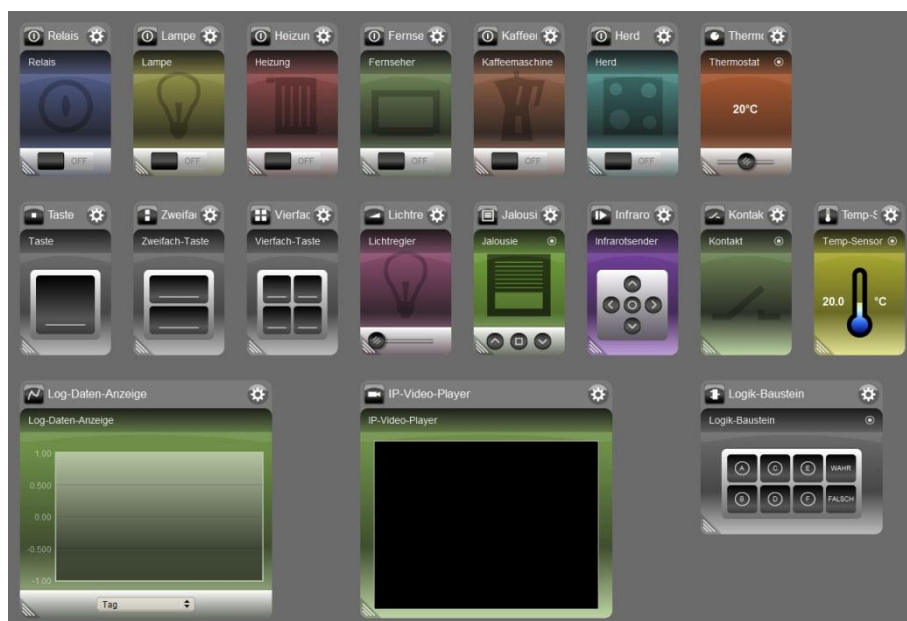 Relais
Lampe
Heizun
Fernse
Kaffee
Herd
Thermo
Relais
Lampe
Heizung
Fernseher
Kaffeemaschine
Herd
Thermostat
20°C
OFF
OFF
OFF
OFF
OFF
OFF
Taste
Zweifac
Vierfac
Lichtre
Jalousi
Infraro
Kontak
Temp-S
Taste
Zweifach-Taste
Vierfach-Taste
Lichtregler
Jalousie
Infrarotsender
Kontakt
Temp-Sensor
20.0 °C
Log-Daten-Anzeige
IP-Video-Player
Logik-Baustein
Log-Daten-Anzeige
IP-Video-Player
Logik-Baustein
1.00
0.500
0.00
-0.500
-1.00
A C E WAHR
B D F FALSCH
Tag